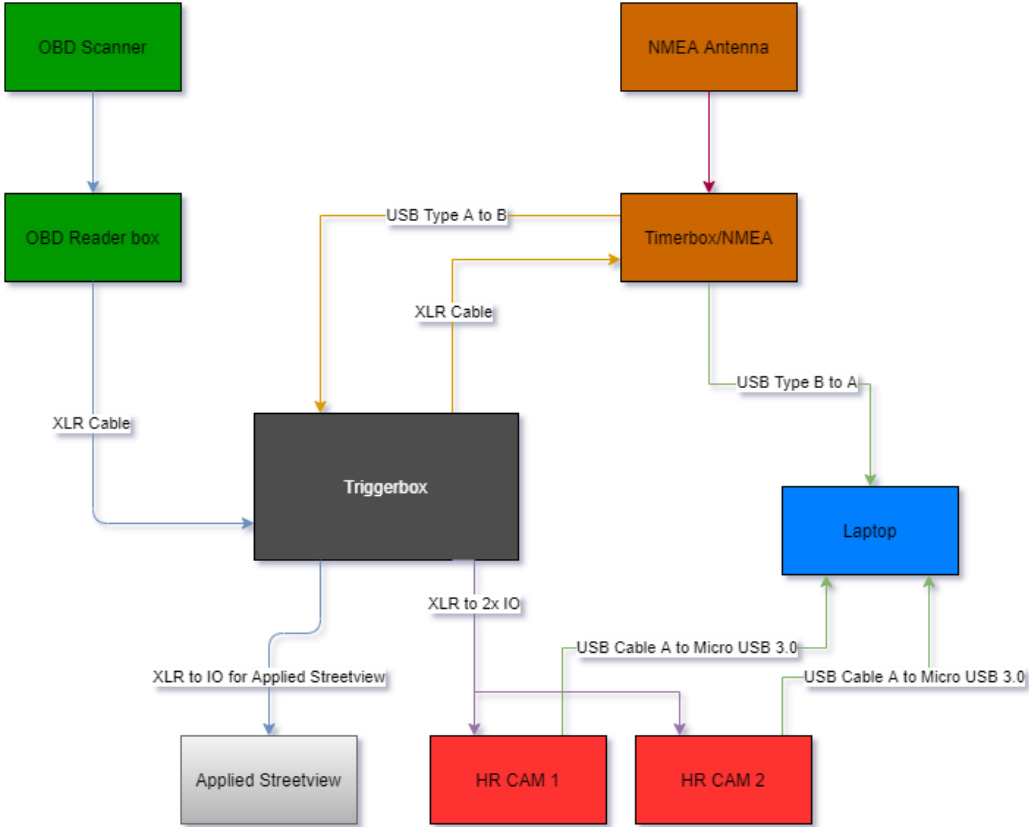 OBD Scanner
NMEA Antenna
OBD Reader box
USB Type A to B
Timerbox/NMEA
XLR Cable
USB Type B to A
XLR Cable
Triggerbox
Laptop
XLR to 2x IO
USB Cable A to Micro USB 3.0
XLR to IO for Applied Streetview
USB Cable A to Micro USB 3.0
Applied Streetview
HR CAM 1
HR CAM 2